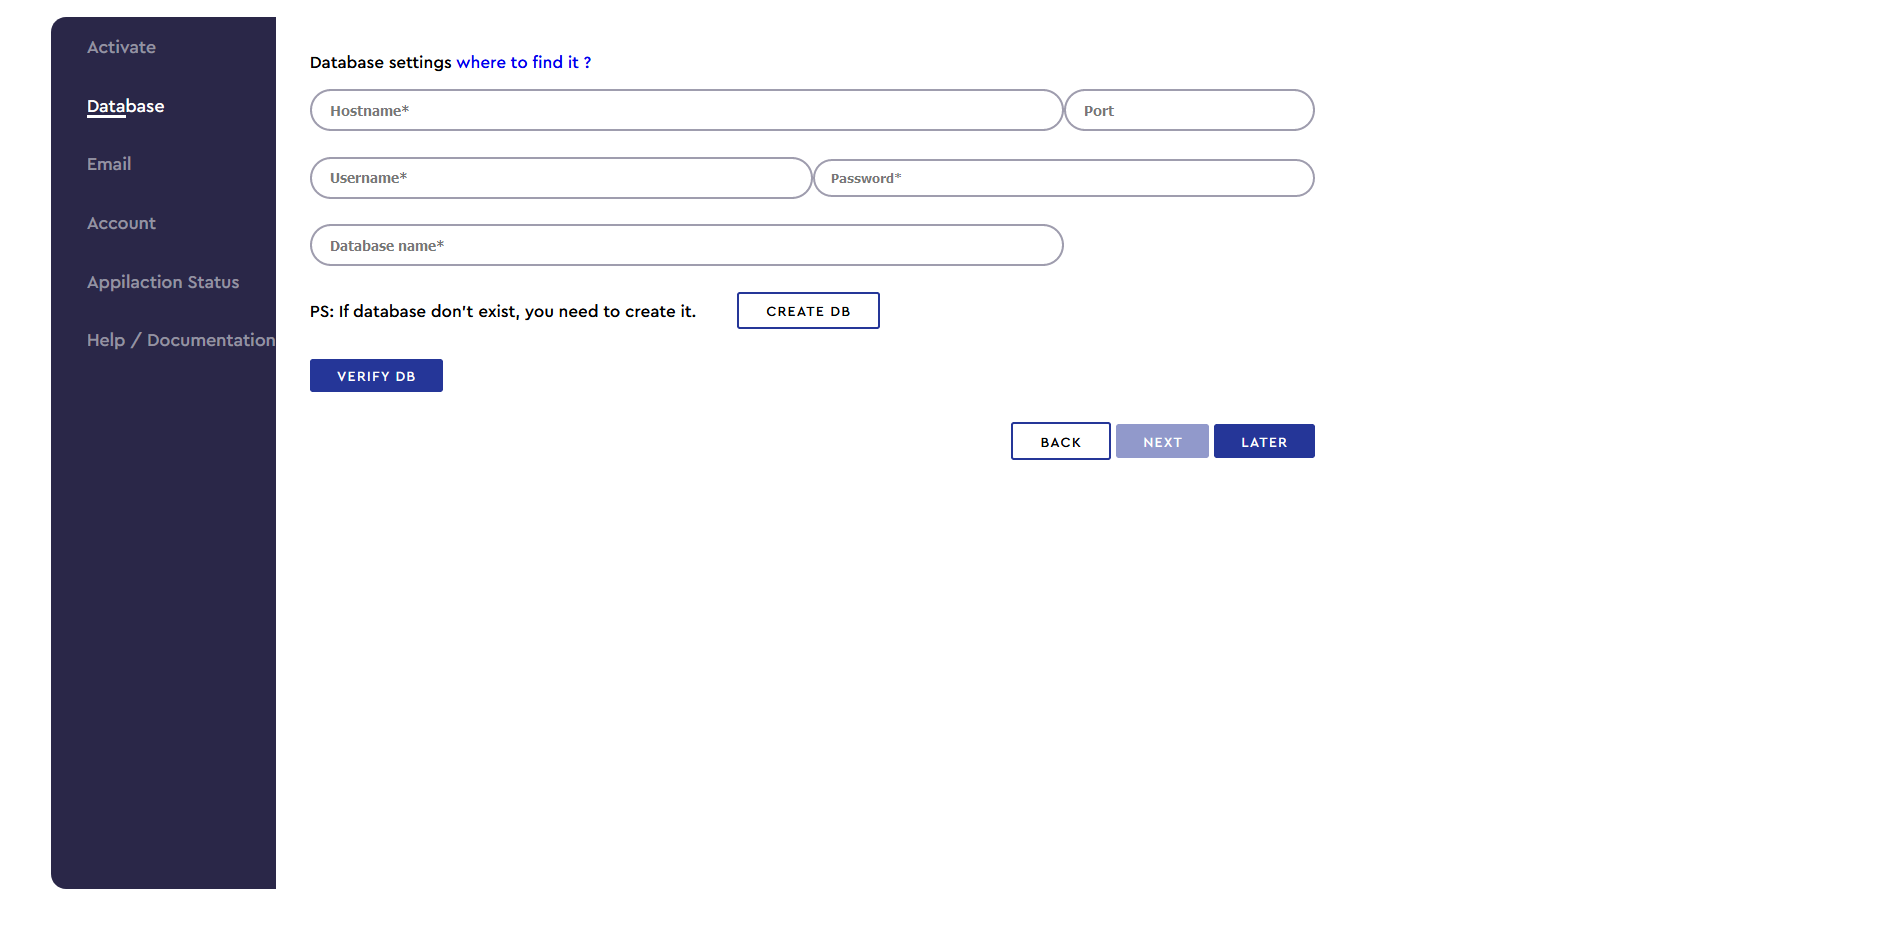 Activate
Database
Email
Account
Appilaction Status
Help / Documentation
Database settings where to find it ?
Hostname* Port
Username* Password*
Database name*
PS: If database don't exist, you need to create it. CREATE DB
VERIFY DB
BACK NEXT LATER